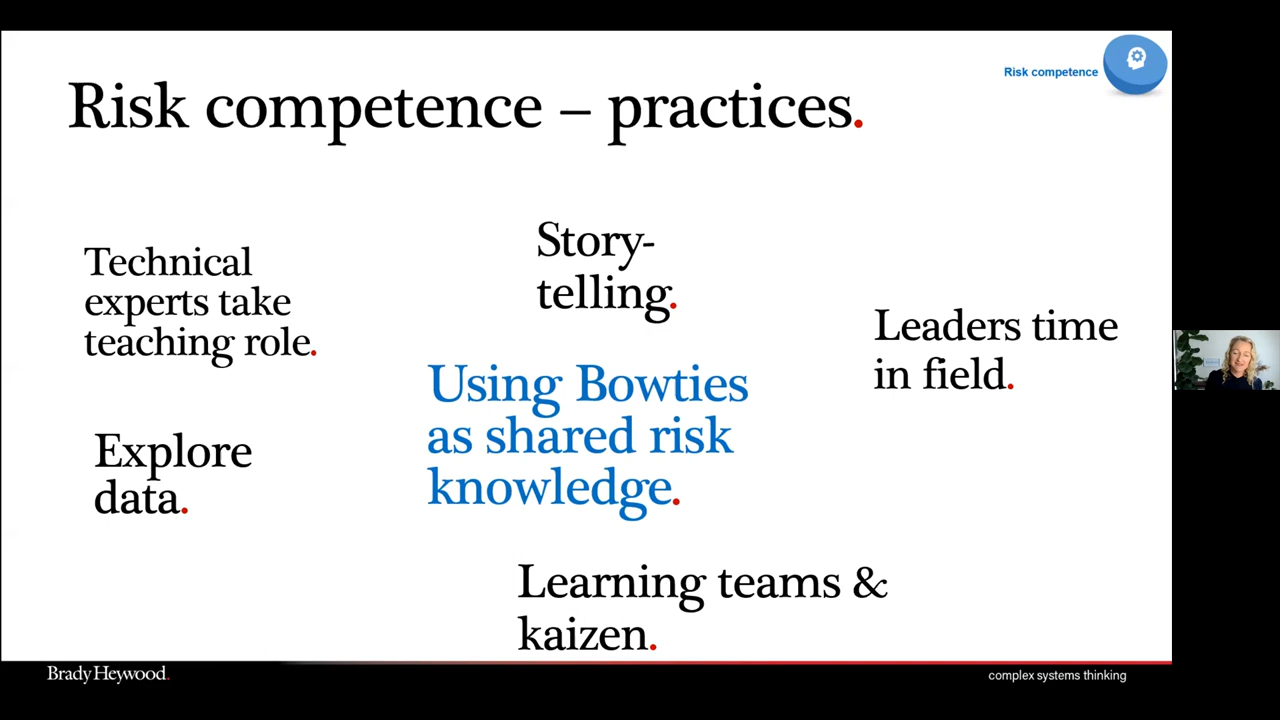 Risk competence
Risk competence – practices.
Technical
experts take
teaching role.
Story-
telling.
Leaders time
in field.
Using Bowties
as shared risk
knowledge.
Explore
data.
Learning teams &
kaizen.
Brady Heywood.
complex systems thinking